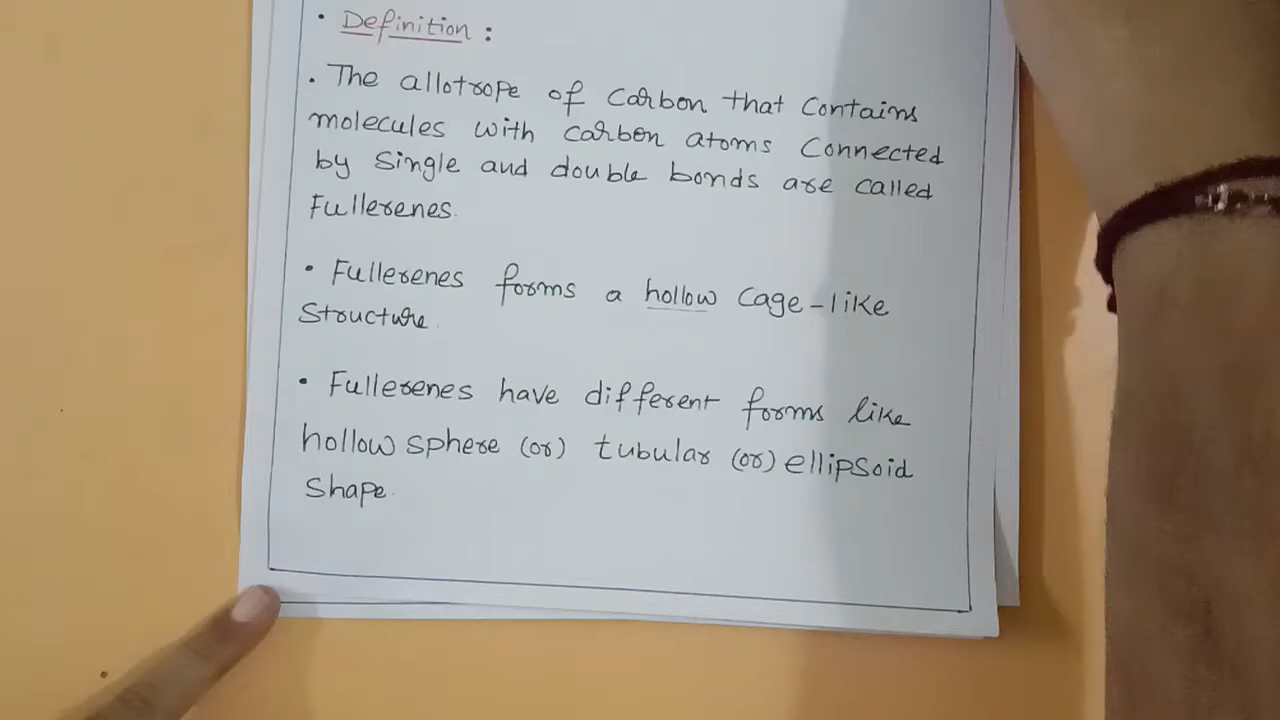 • Definition :
. The allotrope of Carbon that Contains
molecules with carbon atoms Connected
by Single and double bonds are called
Fullerenes.
• Fullerenes forms a hollow Cage-like
Structure.
• Fullerenes have different forms like
hollow sphere (or) tubular (or) ellipsoid
Shape.